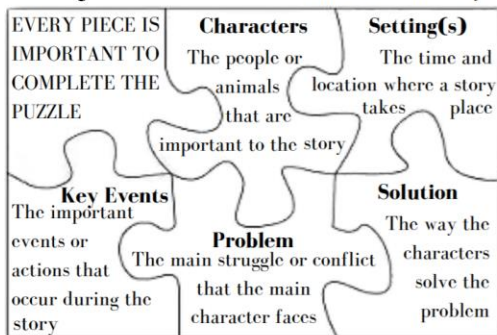 EVERY PIECE IS
IMPORTANT TO
COMPLETE THE
PUZZLE
Characters
The people or
animals
that are
important to the story
Setting(s)
The time and
location where a story
takes place
Key Events
The important
events or
actions that
occur during the
story
Problem
The main struggle or conflict
that the main
character faces
Solution
The way the
characters
solve the
problem